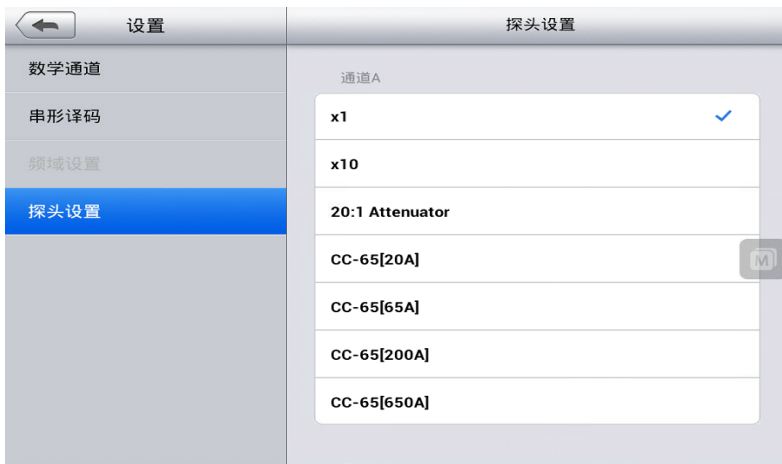 设置
探头设置
数学通道
串形译码
频域设置
探头设置
通道A
x1
x10
20:1 Attenuator
CC-65[20A]
CC-65[65A]
CC-65[200A]
CC-65[650A]
M